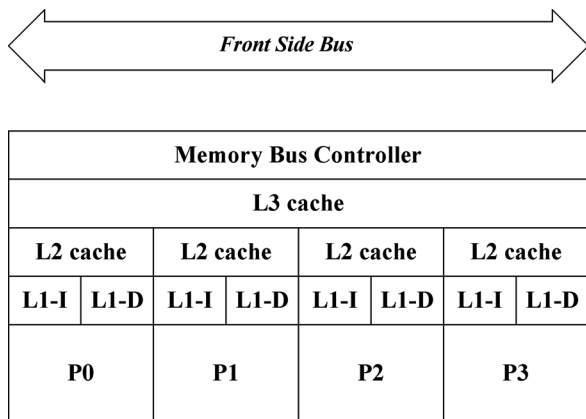 Front Side Bus
Memory Bus Controller
L3 cache
L2 cache L2 cache L2 cache L2 cache
L1-I L1-D L1-I L1-D L1-I L1-D L1-I L1-D
P0 P1 P2 P3